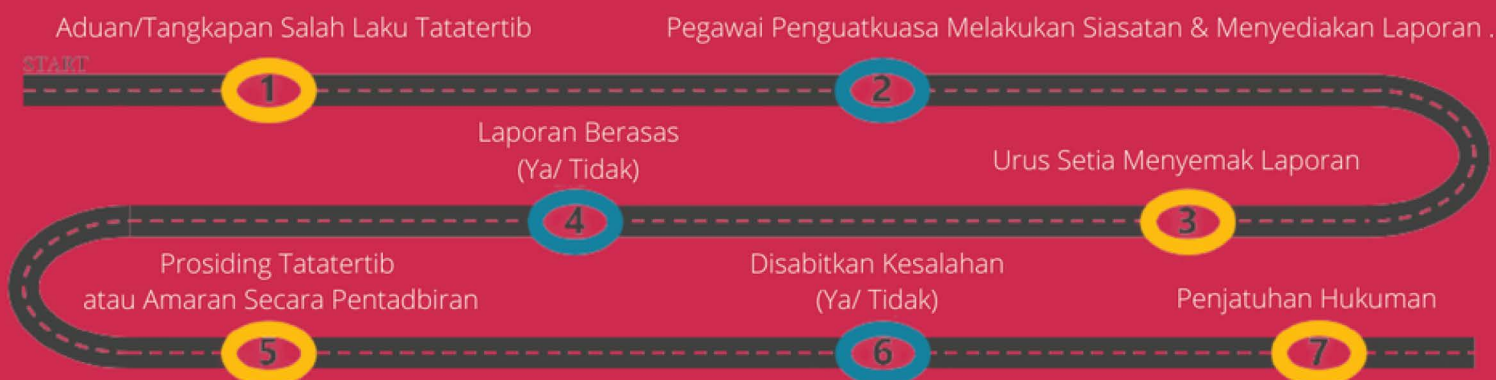 Aduan/Tangkapan Salah Laku Tatatertib
Pegawai Penguatkuasa Melakukan Siasatan & Menyediakan Laporan .
START
1
2
Urus Setia Menyemak Laporan
3
Laporan Berasas
(Ya/ Tidak)
4
Prosiding Tatatertib
atau Amaran Secara Pentadbiran
5
Disabitkan Kesalahan
(Ya/ Tidak)
6
Penjatuhan Hukuman
7